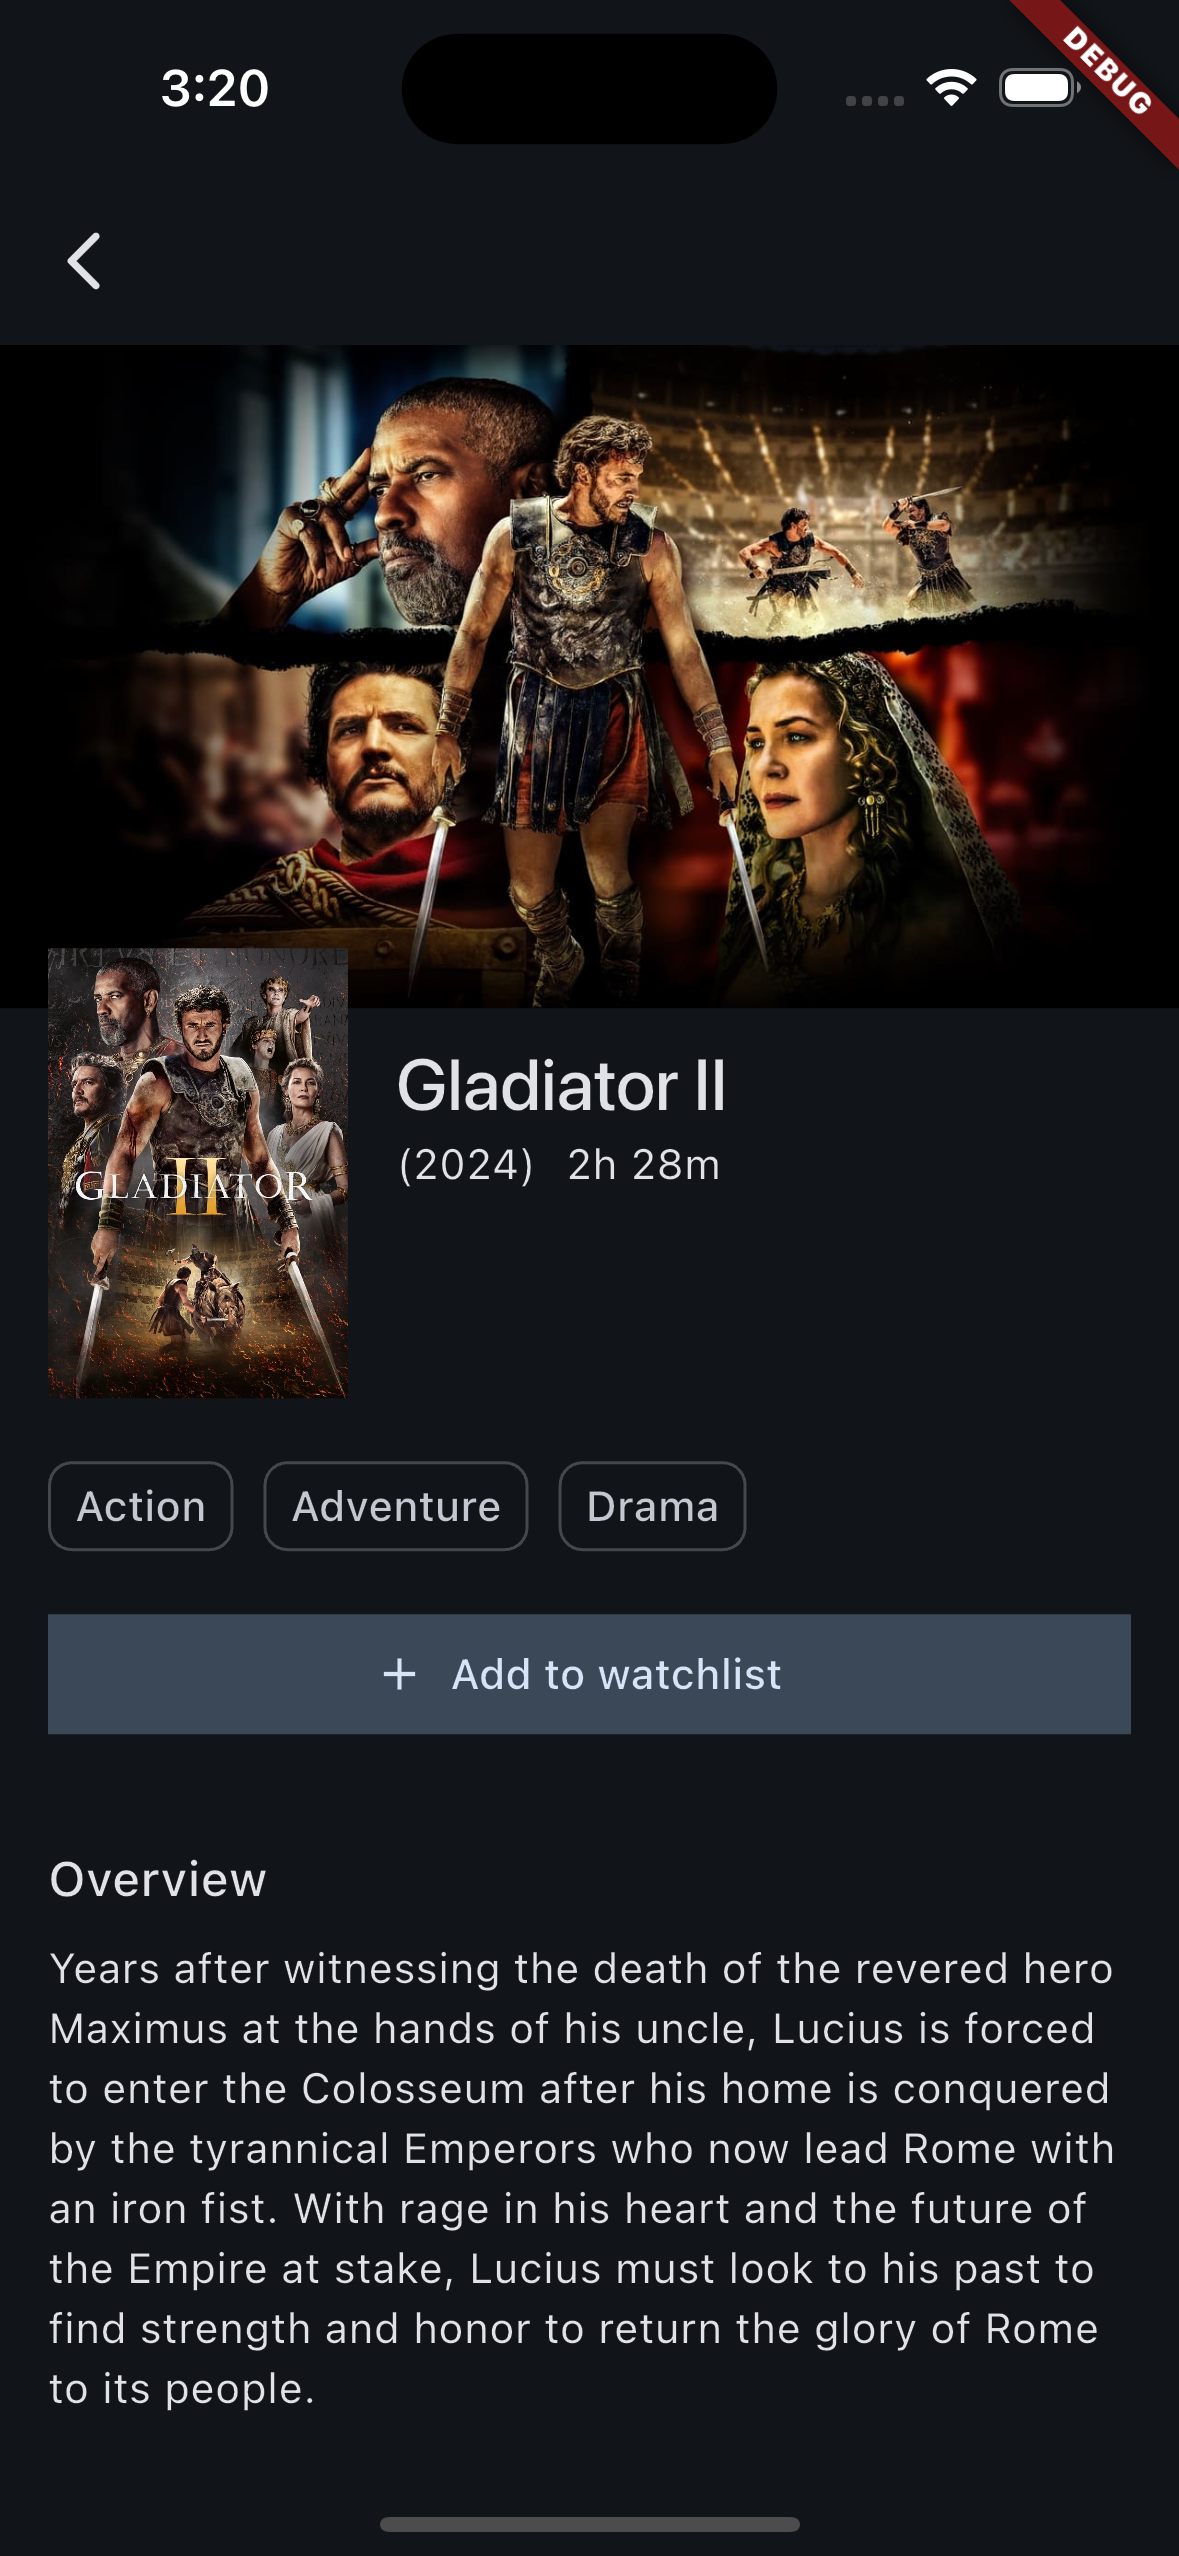 3:20
DEBUG
GLADIATOR
II
Gladiator II
(2024) 2h 28m
Action
Adventure
Drama
+ Add to watchlist
Overview
Years after witnessing the death of the revered hero
Maximus at the hands of his uncle, Lucius is forced
to enter the Colosseum after his home is conquered
by the tyrannical Emperors who now lead Rome with
an iron fist. With rage in his heart and the future of
the Empire at stake, Lucius must look to his past to
find strength and honor to return the glory of Rome
to its people.